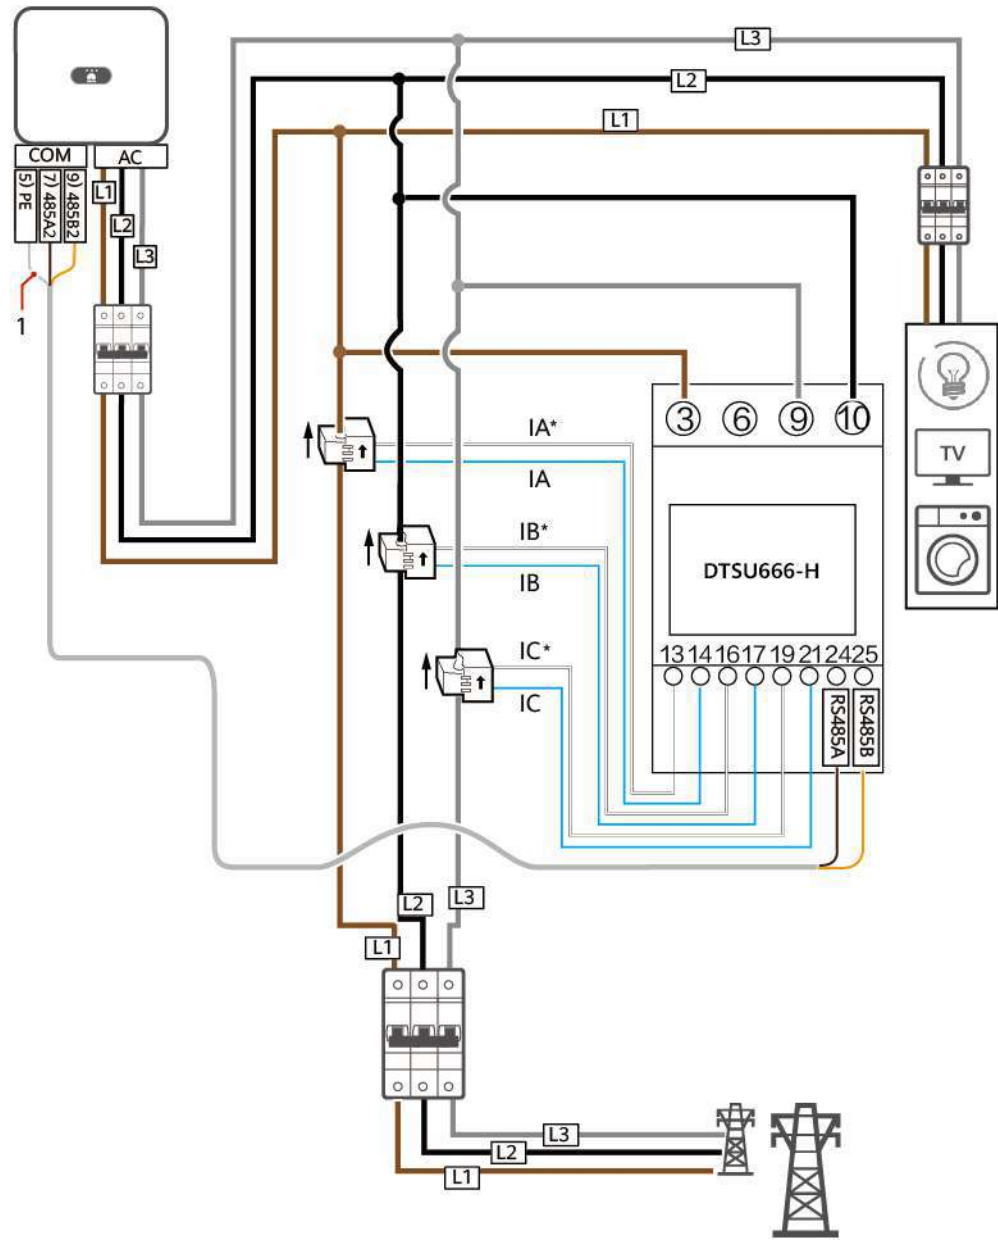 L3
L2
L1
COM
AC
5) PE
7) 485A2
9) 485B2
L1
L2
L3
1
3
6
9
10
IA*
IA
IB*
IB
IC*
IC
TV
DTSU666-H
13 14 16 17 19 21 24 25
RS485A
RS485B
L2
L3
L1
L3
L2
L1